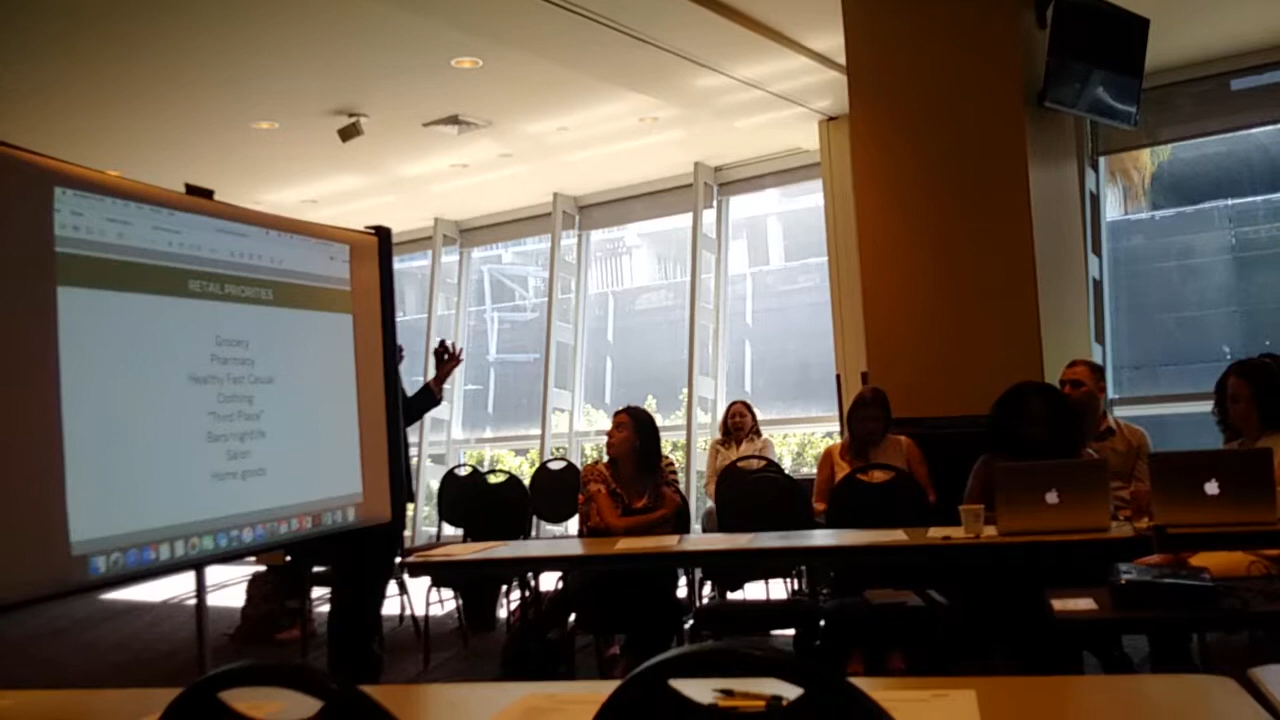 RETAIL PRIORITIES
Grocery
Pharmacy
Healthy Fast Casual
Clothing
"Third Place"
Bars/nightlife
Salon
Home goods